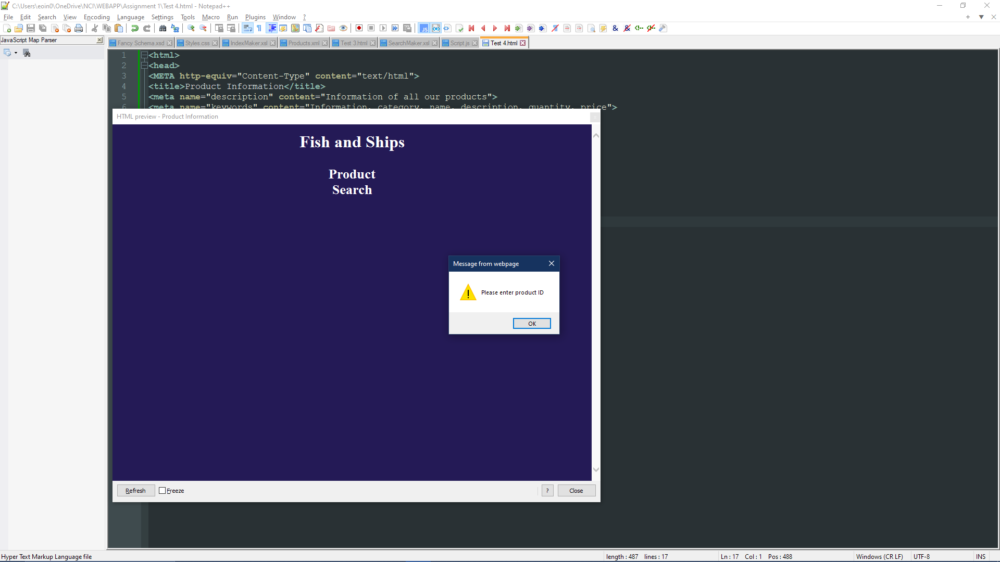 C:\Users\eoin0\OneDrive\NCI\WEBAPP\Assignment 1\Test 4.html - Notepad++
File Edit Search View Encoding Language Settings Tools Macro Run Plugins Window ?
JavaScript Map Parser
Fancy Schema.xsd Styles.css IndexMaker.xsl Products.xml Test 3.html SearchMaker.xsl Script.js Test 4.html
1 <html>
2 <head>
3 <META http-equiv="Content-Type" content="text/html">
4 <title>Product Information</title>
5 <meta name="description" content="Information of all our products">
6 <meta name="keywords" content="Information, category, name, description, quantity, price">
HTML preview - Product Information
Fish and Ships
Product
Search
Message from webpage
Please enter product ID
OK
Refresh Freeze ? Close
Hyper Text Markup Language file length : 487 lines : 17 Ln : 17 Col : 1 Pos : 488 Windows (CR LF) UTF-8 INS